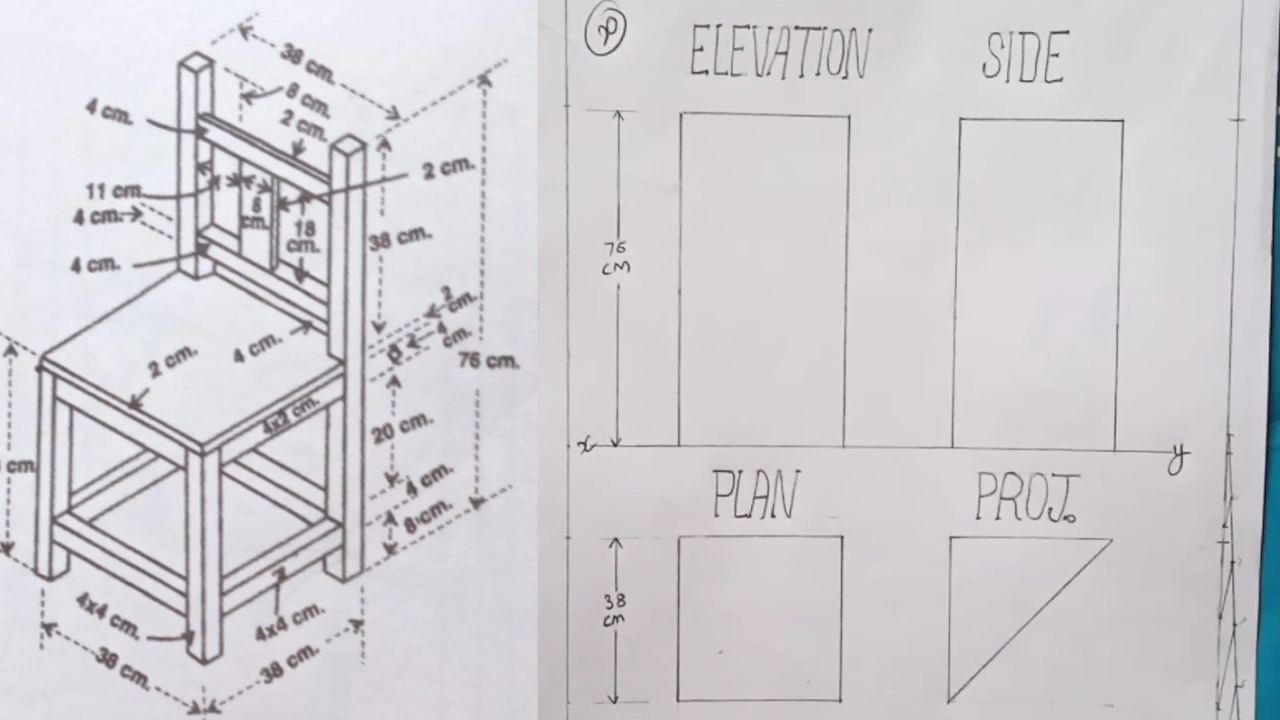 38 cm.
8 cm.
2 cm.
4 cm.
2 cm.
11 cm.
4 cm.
8 cm.
18 cm.
38 cm.
4 cm.
2 cm.
4 cm.
2 cm.
4 cm.
76 cm.
4x2 cm.
20 cm.
cm.
4 cm.
8 cm.
4x4 cm.
4x4 cm.
38 cm.
38 cm.
ELEVATION
SIDE
76
CM
x
y
PLAN
PROJ.
38
CM